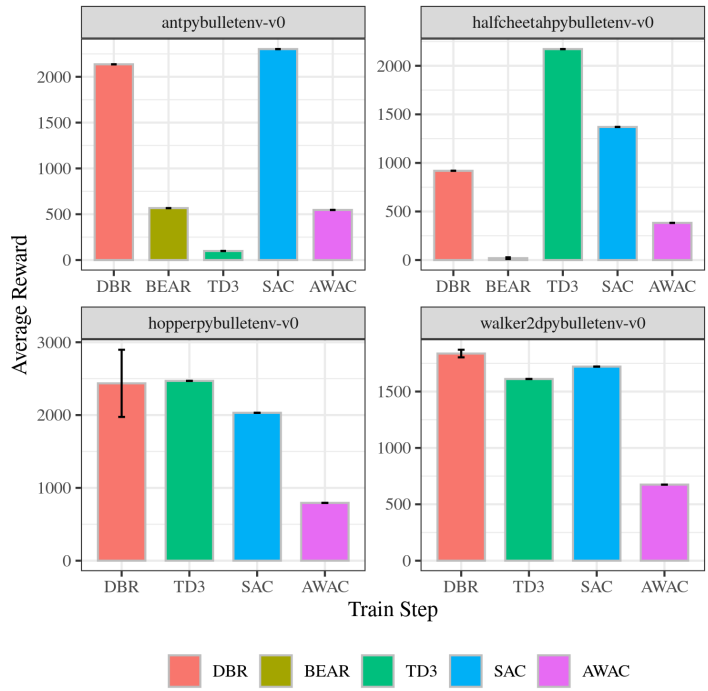 antpybulletenv-v0
halfcheetahpybulletenv-v0
2000
1500
1000
500
0
DBR BEAR TD3 SAC AWAC
2000
1500
1000
500
0
DBR BEAR TD3 SAC AWAC
Average Reward
hopperpybulletenv-v0
walker2dpybulletenv-v0
3000
2000
1000
0
DBR TD3 SAC AWAC
1500
1000
500
0
DBR TD3 SAC AWAC
Train Step
DBR BEAR TD3 SAC AWAC